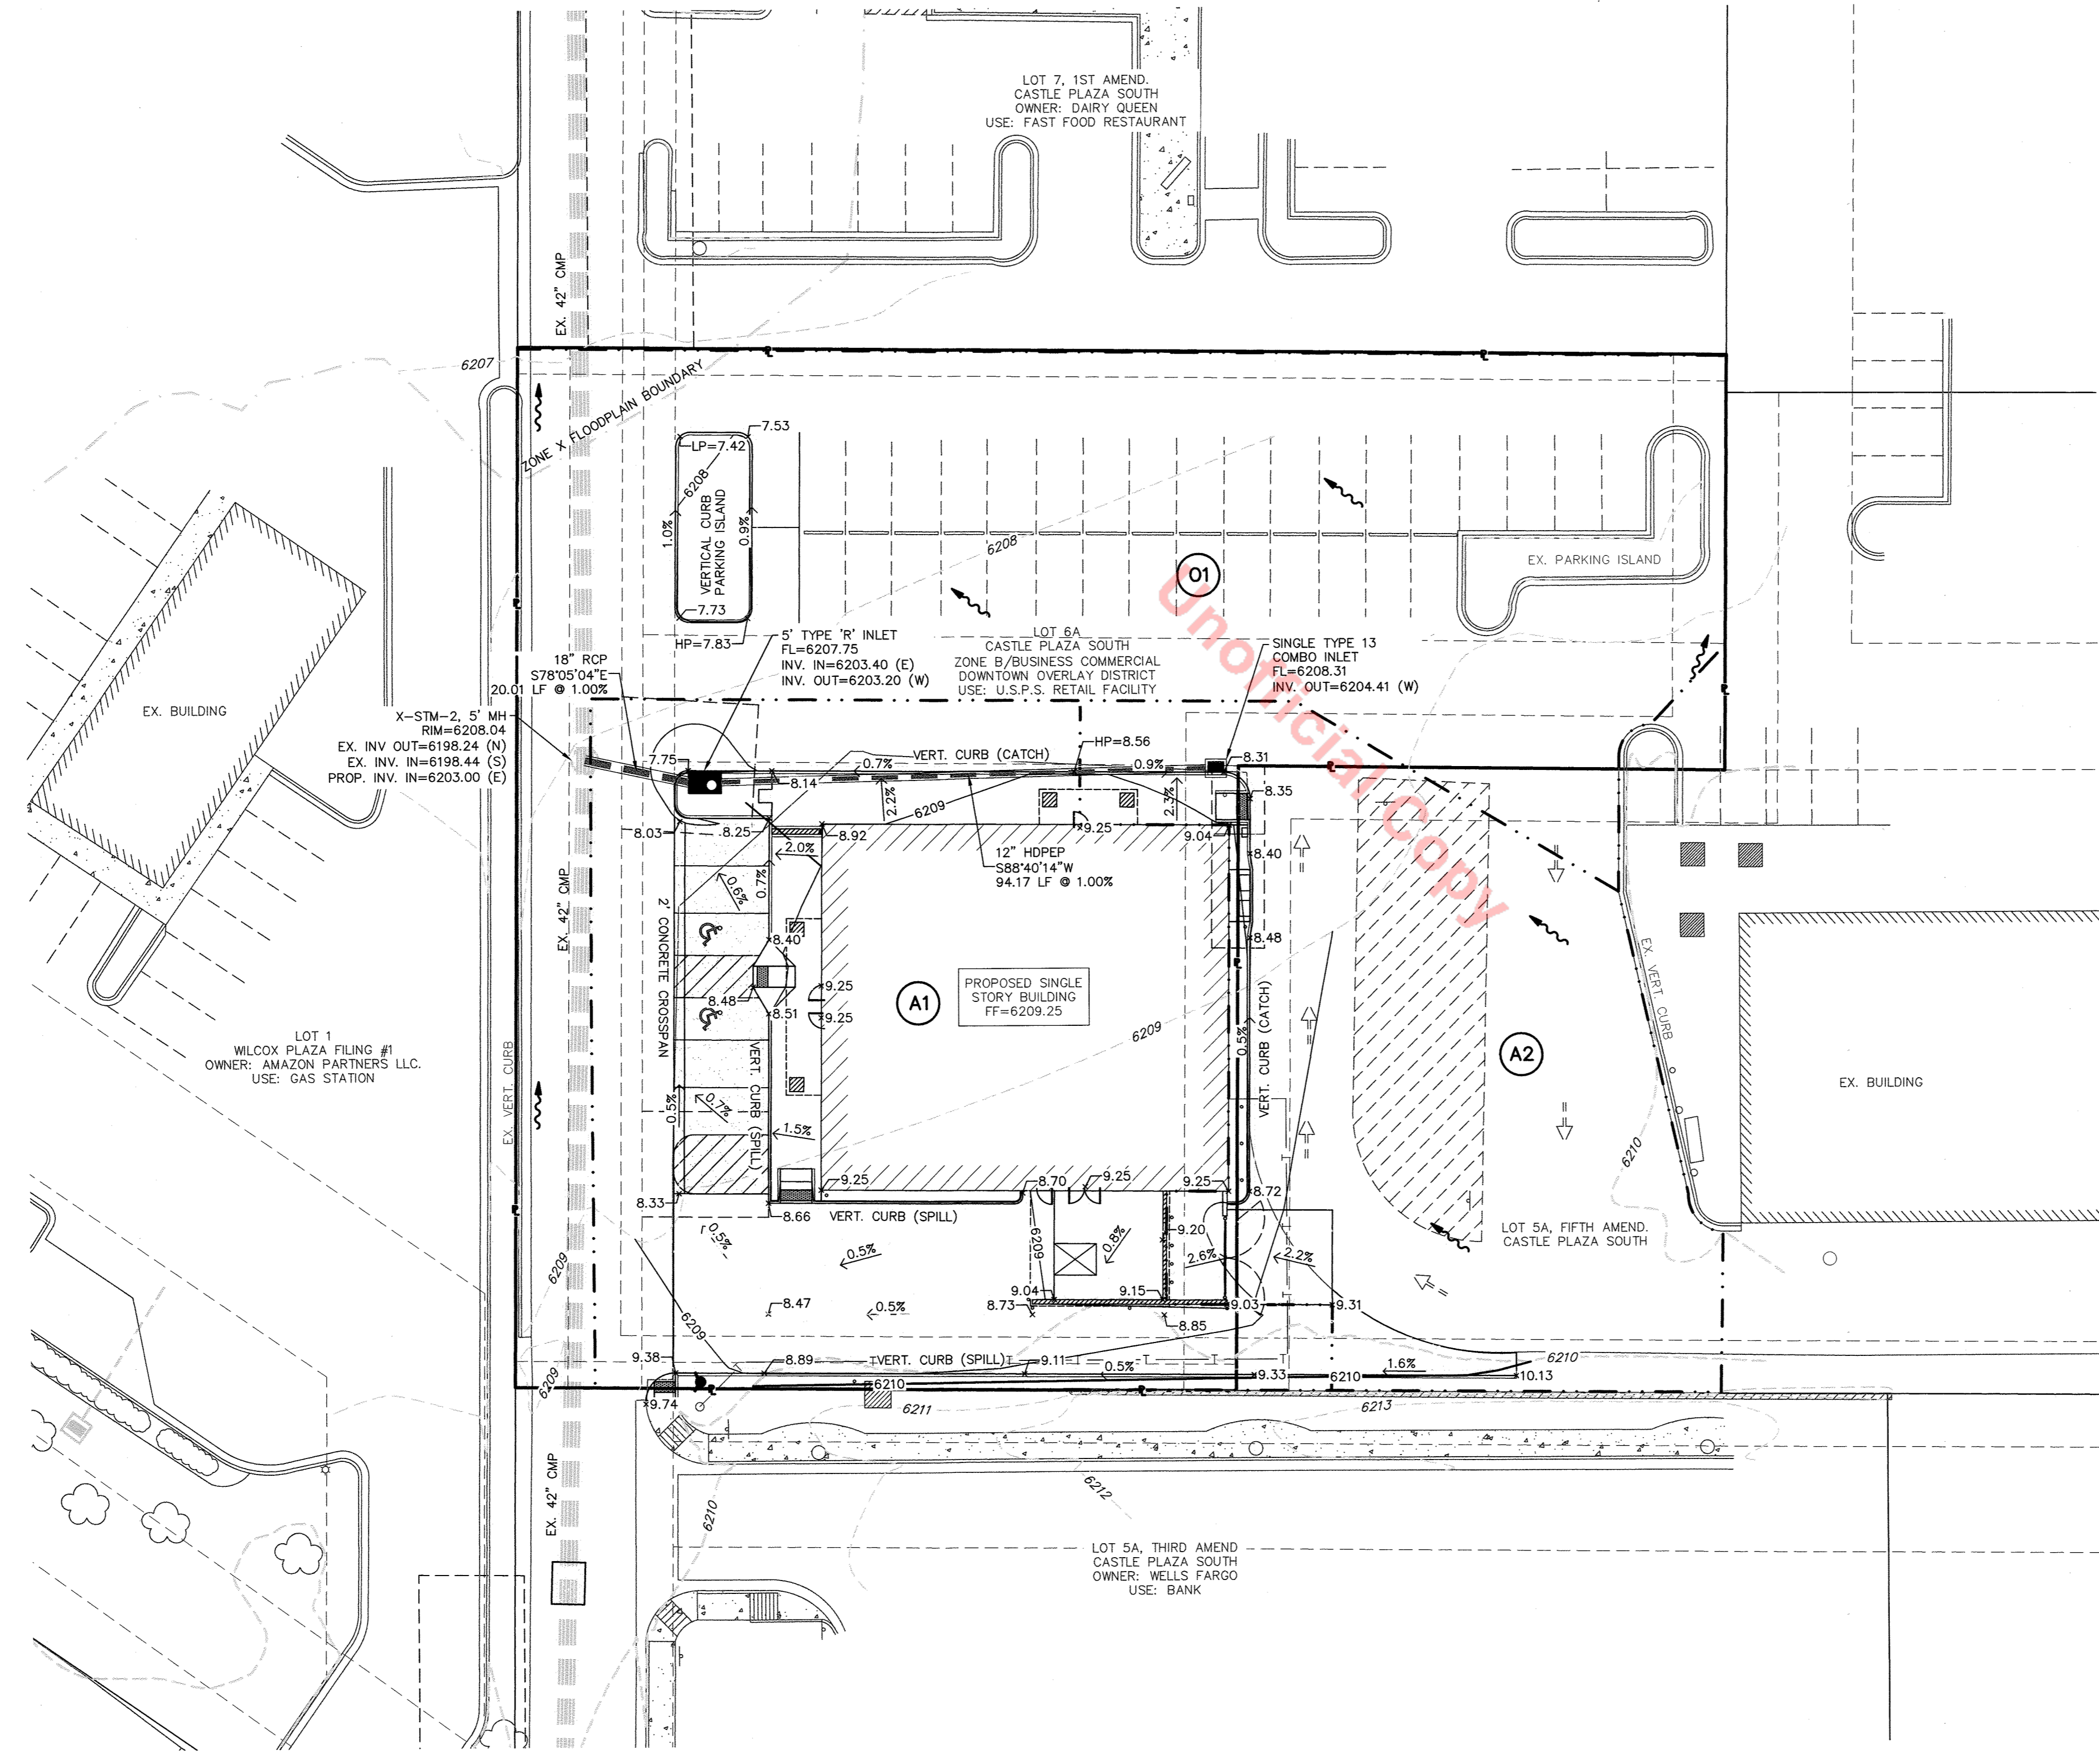 LOT 7, 1ST AMEND.
CASTLE PLAZA SOUTH
OWNER: DAIRY QUEEN
USE: FAST FOOD RESTAURANT
EX. 42" CMP
6207
ZONE X FLOODPLAIN BOUNDARY
7.53
LP=7.42
6208
VERTICAL CURB
PARKING ISLAND
1.0%
0.9%
7.73
HP=7.83
6208
O1
EX. PARKING ISLAND
5' TYPE 'R' INLET
FL=6207.75
INV. IN=6203.40 (E)
INV. OUT=6203.20 (W)
LOT 6A
CASTLE PLAZA SOUTH
ZONE B/BUSINESS COMMERCIAL
DOWNTOWN OVERLAY DISTRICT
USE: U.S.P.S. RETAIL FACILITY
SINGLE TYPE 13
COMBO INLET
FL=6208.31
INV. OUT=6204.41 (W)
Unofficial Copy
18" RCP
S78°05'04"E
20.01 LF @ 1.00%
EX. BUILDING
X-STM-2, 5' MH
RIM=6208.04
EX. INV OUT=6198.24 (N)
EX. INV. IN=6198.44 (S)
PROP. INV. IN=6203.00 (E)
7.75
8.14
VERT. CURB (CATCH)
0.7%
HP=8.56
0.9%
8.31
8.35
2.2%
6209
2.3%
8.03
8.25
8.92
9.25
9.04
8.40
2.0%
12" HDPEP
S88°40'14"W
94.17 LF @ 1.00%
0.6%
0.7%
EX. 42" CMP
2' CONCRETE CROSSPAN
8.40
8.48
8.48
8.51
9.25
9.25
A1
PROPOSED SINGLE
STORY BUILDING
FF=6209.25
6209
0.5%
VERT. CURB (CATCH)
A2
EX. VERT. CURB
EX. BUILDING
LOT 1
WILCOX PLAZA FILING #1
OWNER: AMAZON PARTNERS LLC.
USE: GAS STATION
EX. VERT. CURB
VERT. CURB (SPILL)
0.5%
0.7%
1.5%
6210
8.33
8.66
9.25
VERT. CURB (SPILL)
8.70
9.25
9.25
8.72
LOT 5A, FIFTH AMEND.
CASTLE PLAZA SOUTH
0.5%
0.5%
6209
0.8%
9.20
2.6%
2.2%
6209
8.47
0.5%
9.04
8.73
9.15
9.03
9.31
8.85
6209
9.38
8.89
VERT. CURB (SPILL)
9.11
0.5%
9.33
6210
1.6%
6210
10.13
6209
9.74
6210
6211
6213
6212
EX. 42" CMP
6210
LOT 5A, THIRD AMEND
CASTLE PLAZA SOUTH
OWNER: WELLS FARGO
USE: BANK